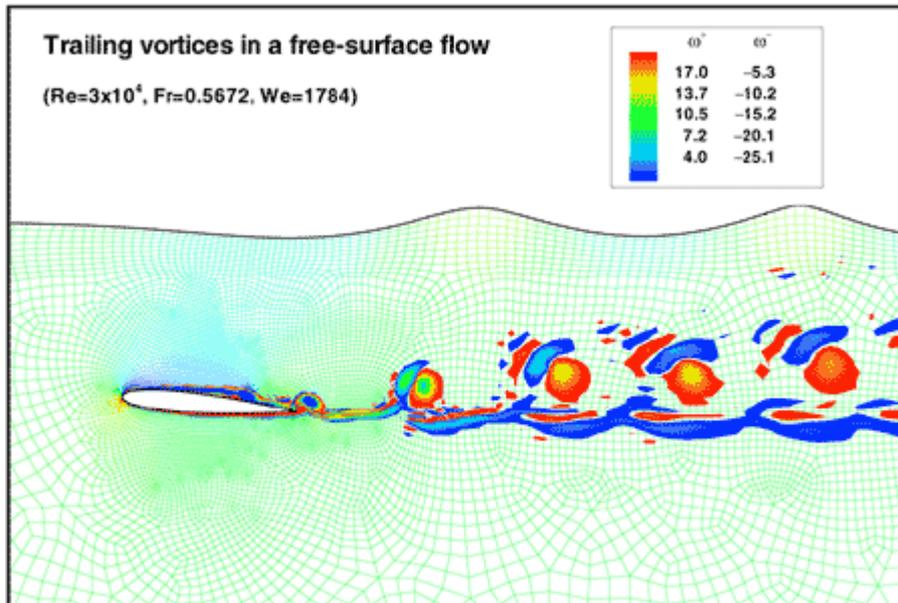 Trailing vortices in a free-surface flow
(Re=3x10⁴, Fr=0.5672, We=1784)
ω⁺ ω⁻
17.0 −5.3
13.7 −10.2
10.5 −15.2
7.2 −20.1
4.0 −25.1